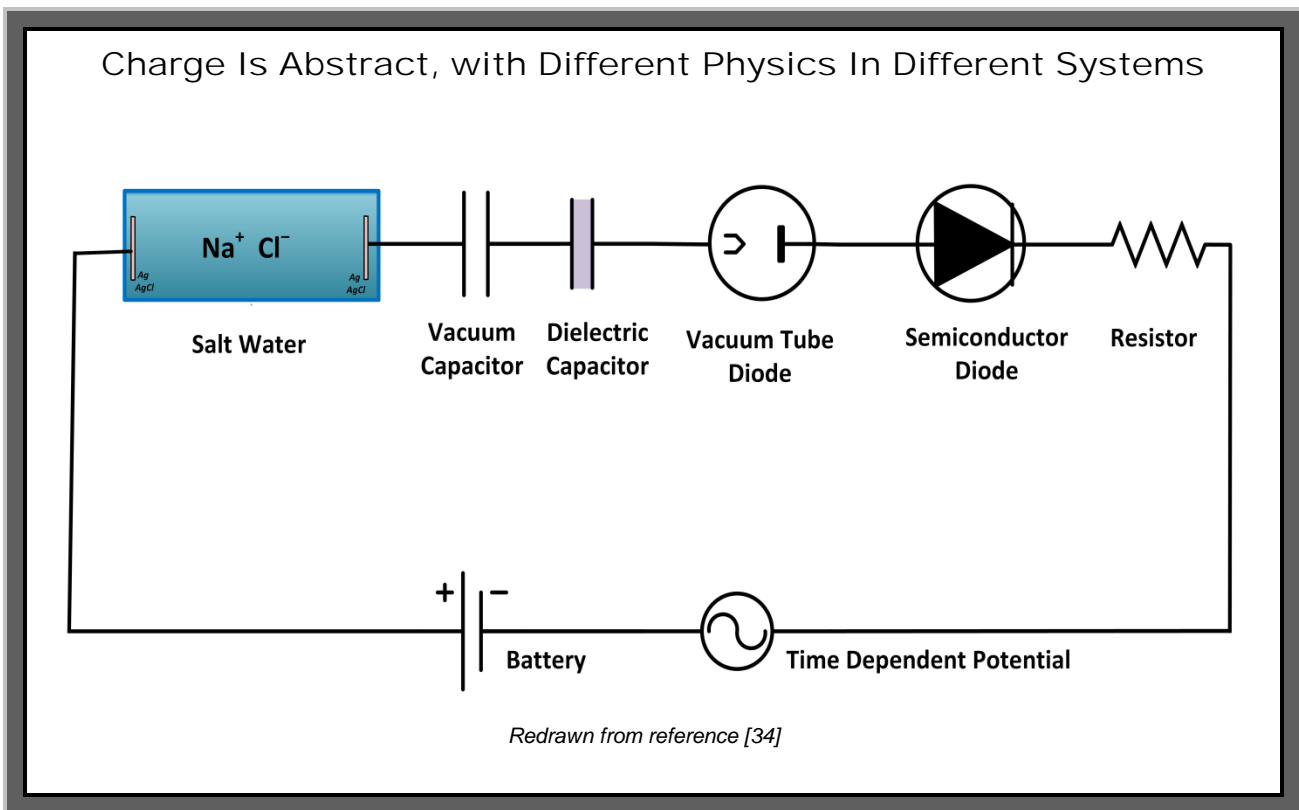 Charge Is Abstract, with Different Physics In Different Systems
Na⁺ Cl⁻
Ag
AgCl
Ag
AgCl
Salt Water
Vacuum
Capacitor
Dielectric
Capacitor
Vacuum Tube
Diode
Semiconductor
Diode
Resistor
+ −
Battery
Time Dependent Potential
Redrawn from reference [34]